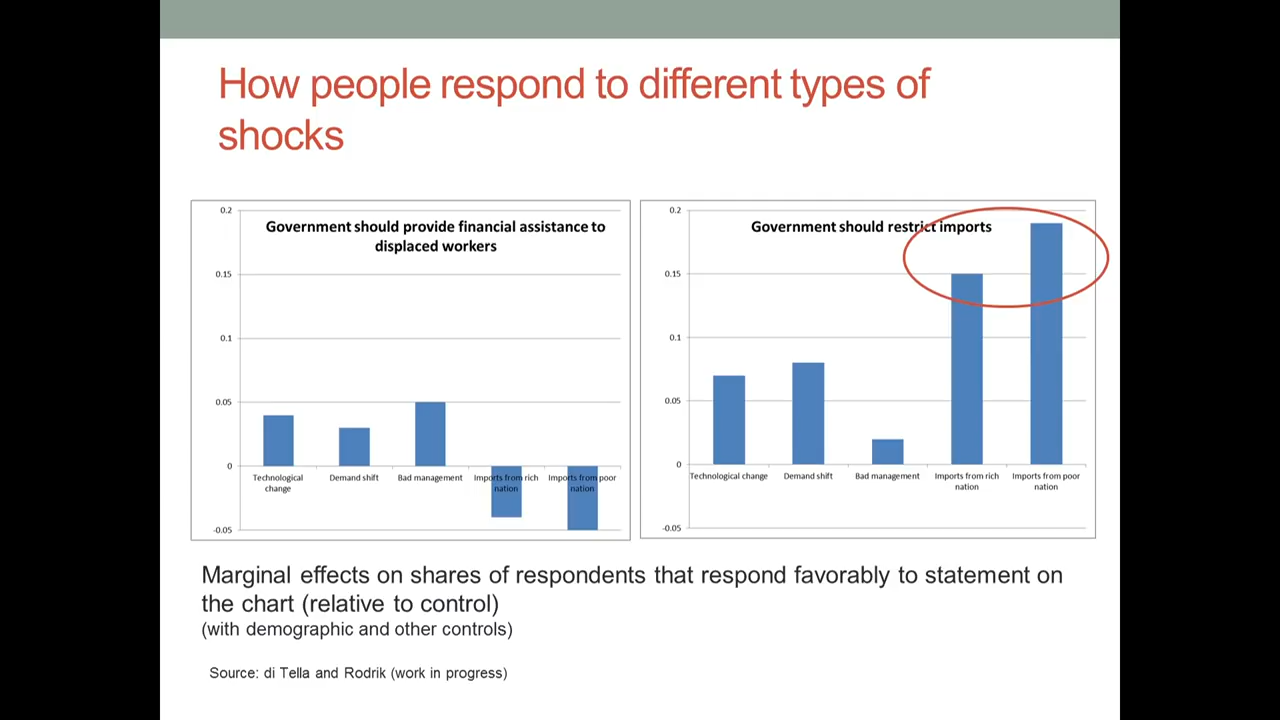 How people respond to different types of
shocks
0.2
0.15
0.1
0.05
0
-0.05
Government should provide financial assistance to
displaced workers
Technological
change
Demand shift
Bad management
Imports from rich
nation
Imports from poor
nation
0.2
0.15
0.1
0.05
0
-0.05
Government should restrict imports
Technological change
Demand shift
Bad management
Imports from rich
nation
Imports from poor
nation
Marginal effects on shares of respondents that respond favorably to statement on
the chart (relative to control)
(with demographic and other controls)
Source: di Tella and Rodrik (work in progress)